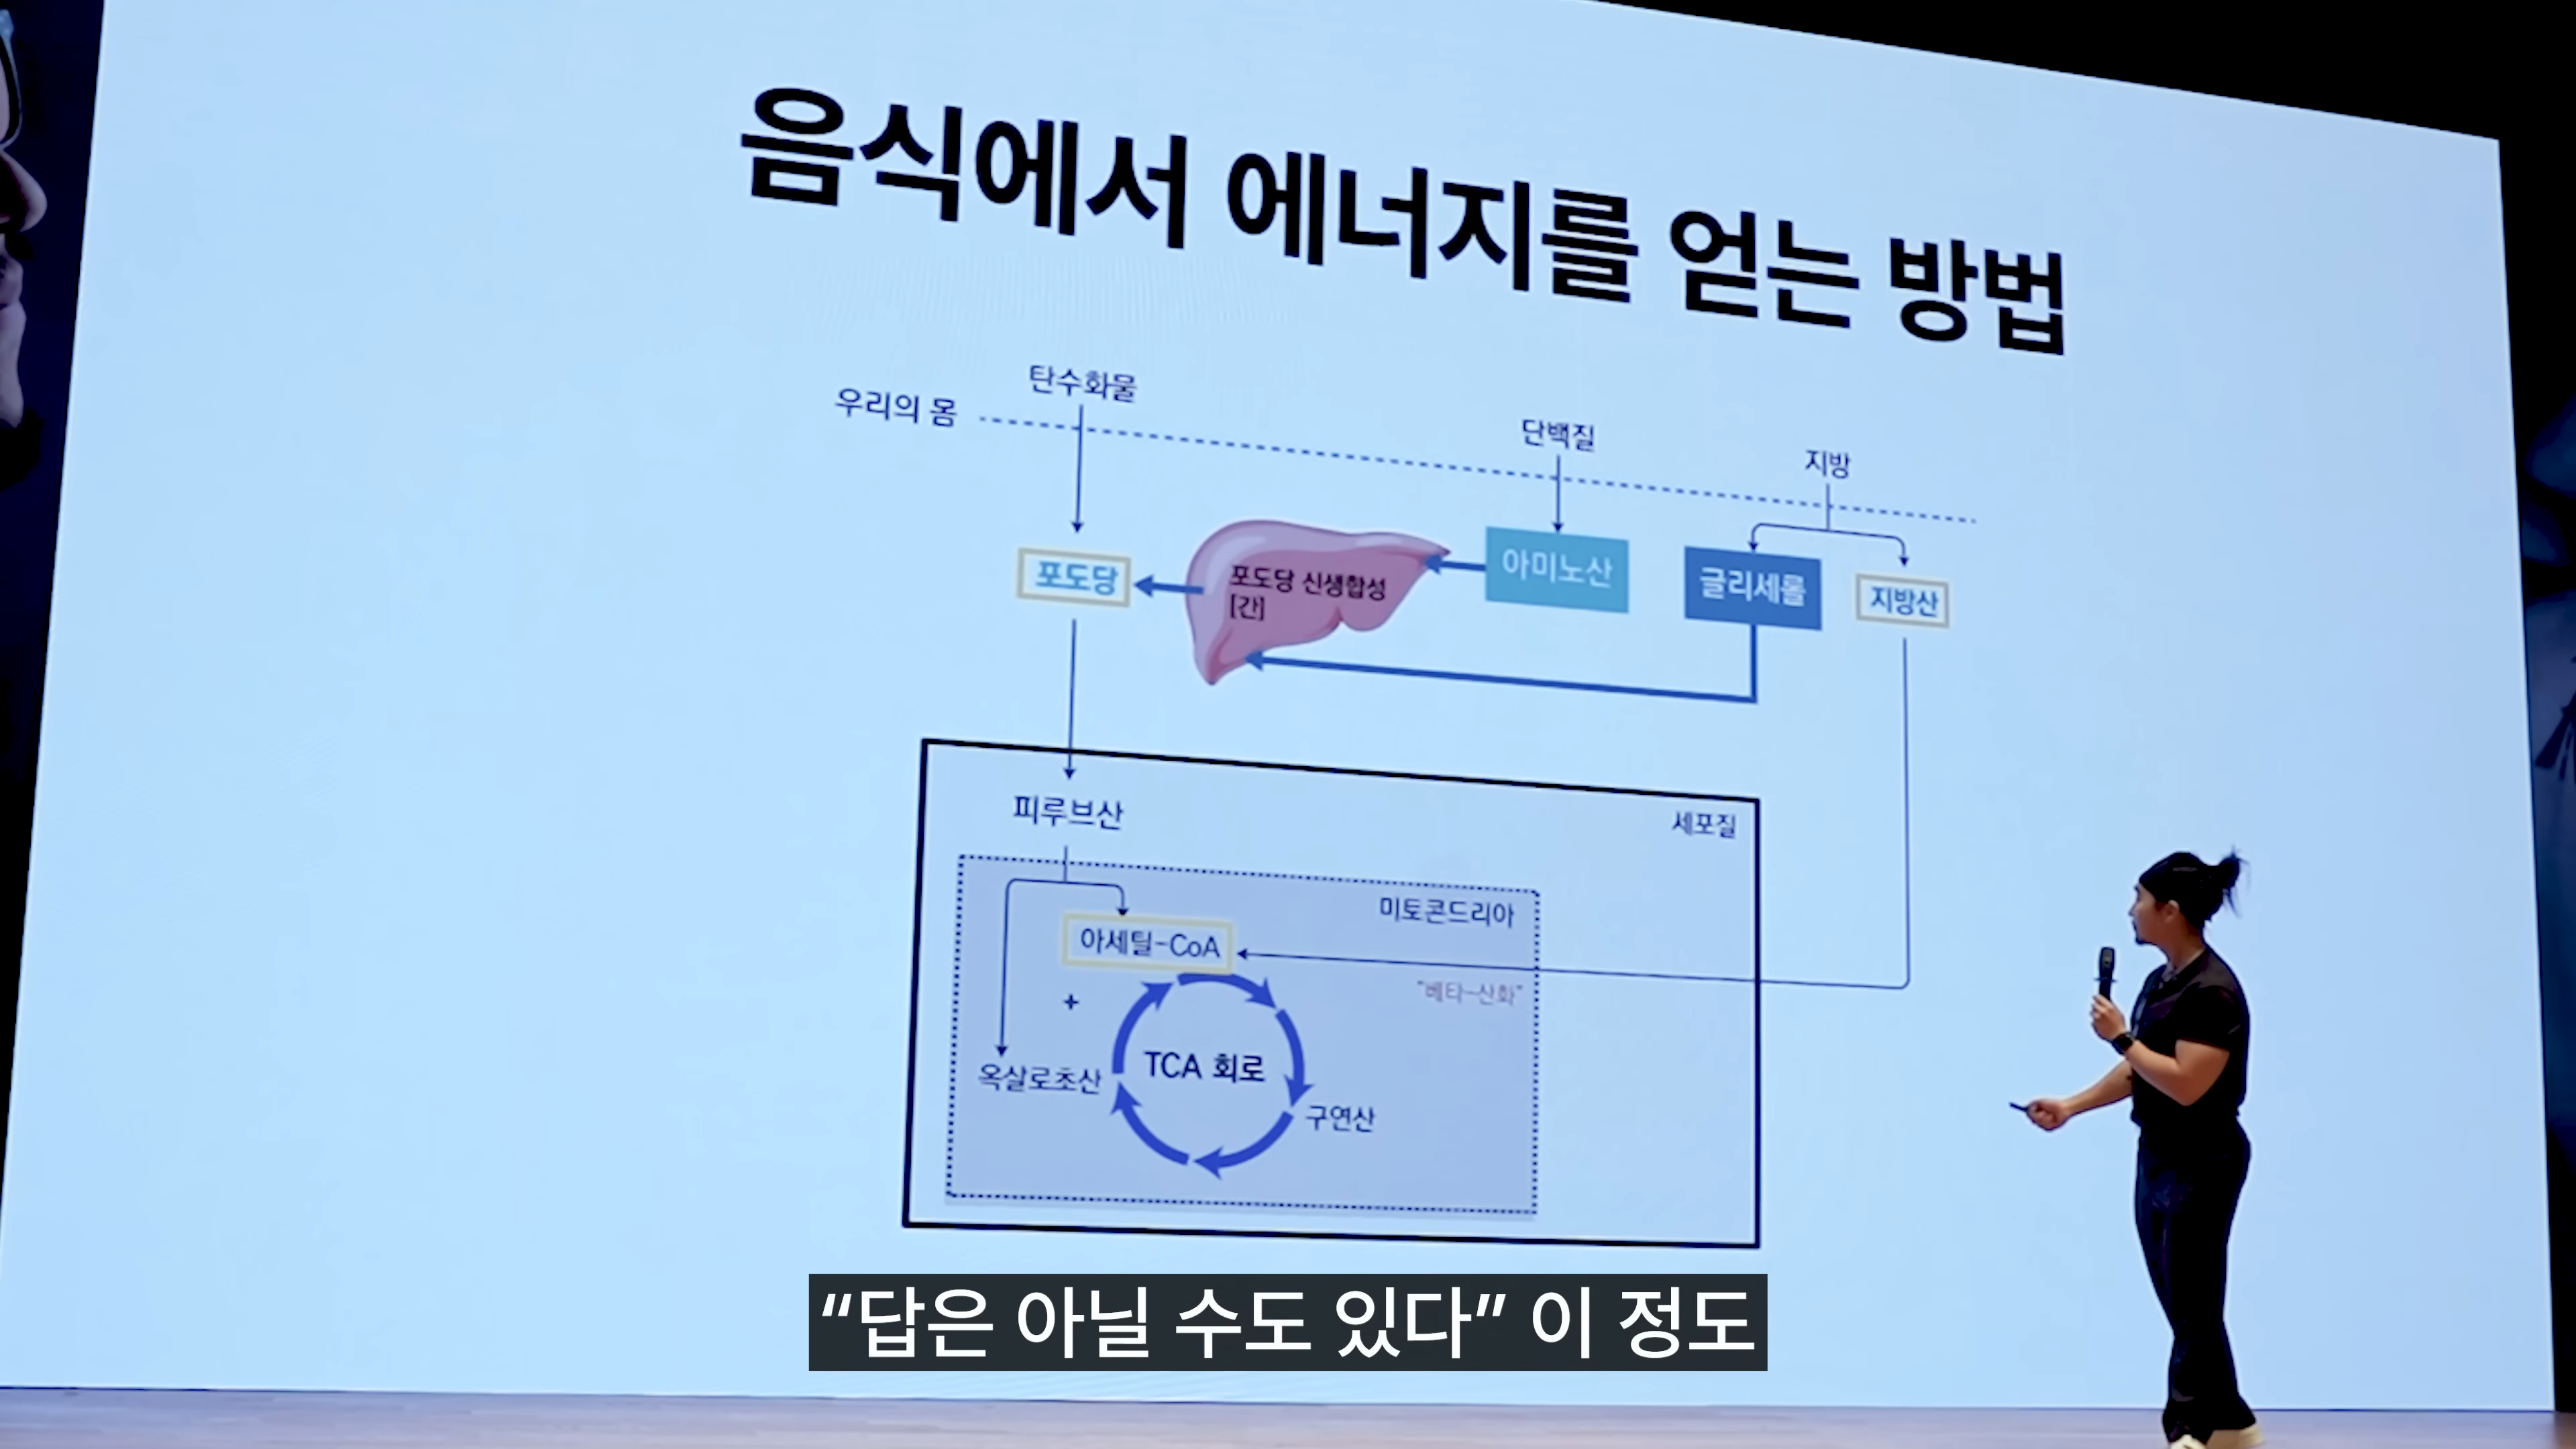 음식에서 에너지를 얻는 방법
탄수화물
우리의 몸
단백질
지방
포도당
포도당 신생합성
[간]
아미노산
글리세롤
지방산
피루브산
세포질
미토콘드리아
아세틸-CoA
"베타-산화"
+
TCA 회로
옥살로초산
구연산
“답은 아닐 수도 있다” 이 정도